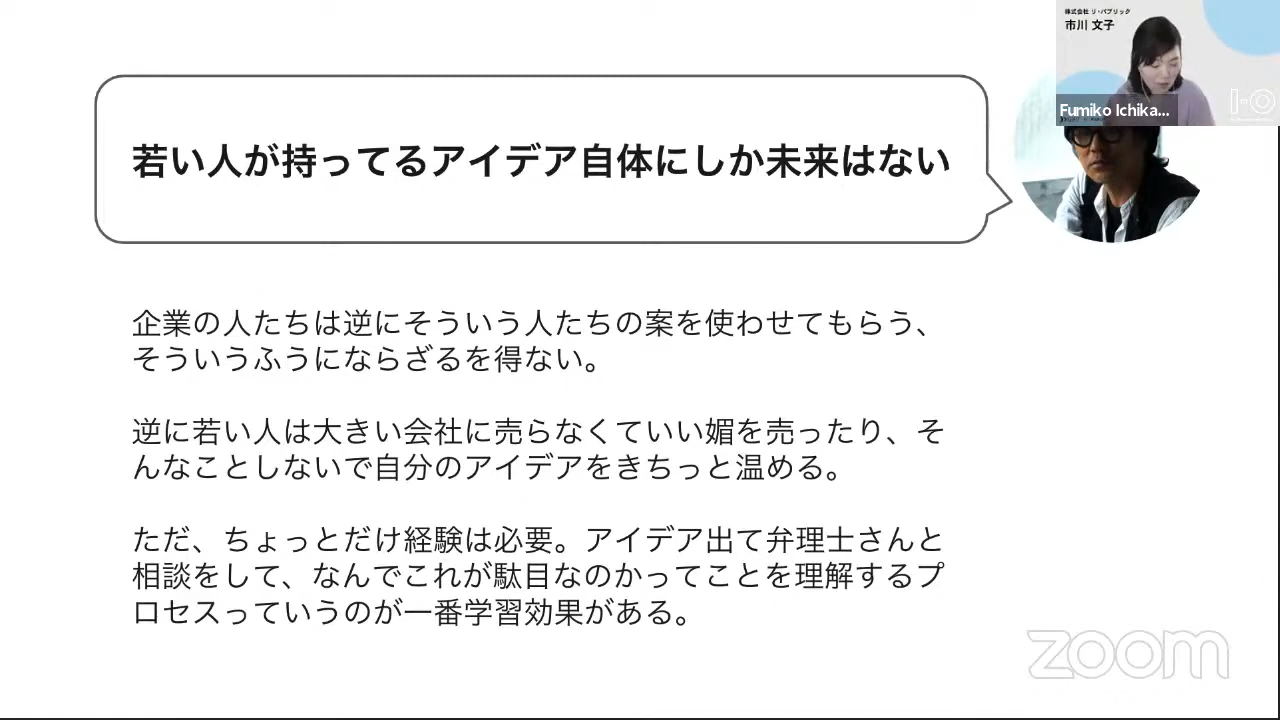 株式会社 リ・パブリック
市川 文子
Fumiko Ichika...
若い人が持ってるアイデア自体にしか未来はない
企業の人たちは逆にそういう人たちの案を使わせてもらう、
そういうふうにならざるを得ない。
逆に若い人は大きい会社に売らなくていい媚を売ったり、そ
んなことしないで自分のアイデアをきちっと温める。
ただ、ちょっとだけ経験は必要。アイデア出て弁理士さんと
相談をして、なんでこれが駄目なのかってことを理解するプ
ロセスっていうのが一番学習効果がある。
zoom